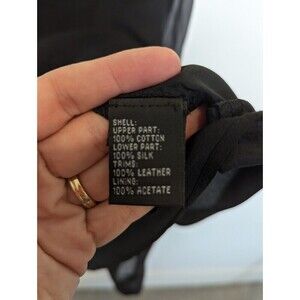 SHELL:
UPPER PART:
100% COTTON
LOWER PART:
100% SILK
TRIMS:
100% LEATHER
LINING:
100% ACETATE